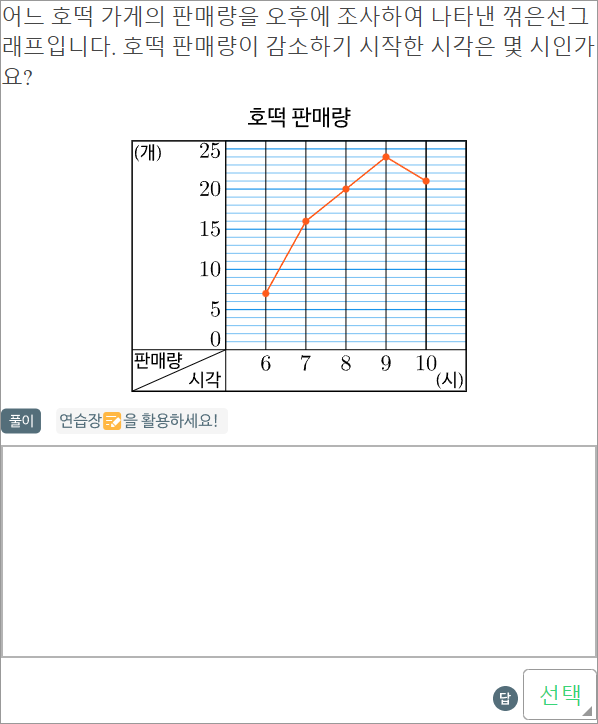 어느 호떡 가게의 판매량을 오후에 조사하여 나타낸 꺾은선그
래프입니다. 호떡 판매량이 감소하기 시작한 시각은 몇 시인가
요?
호떡 판매량
(개)
25
20
15
10
5
0
판매량
시각
6 7 8 9 10
(시)
풀이 연습장을 활용하세요!
답 선택